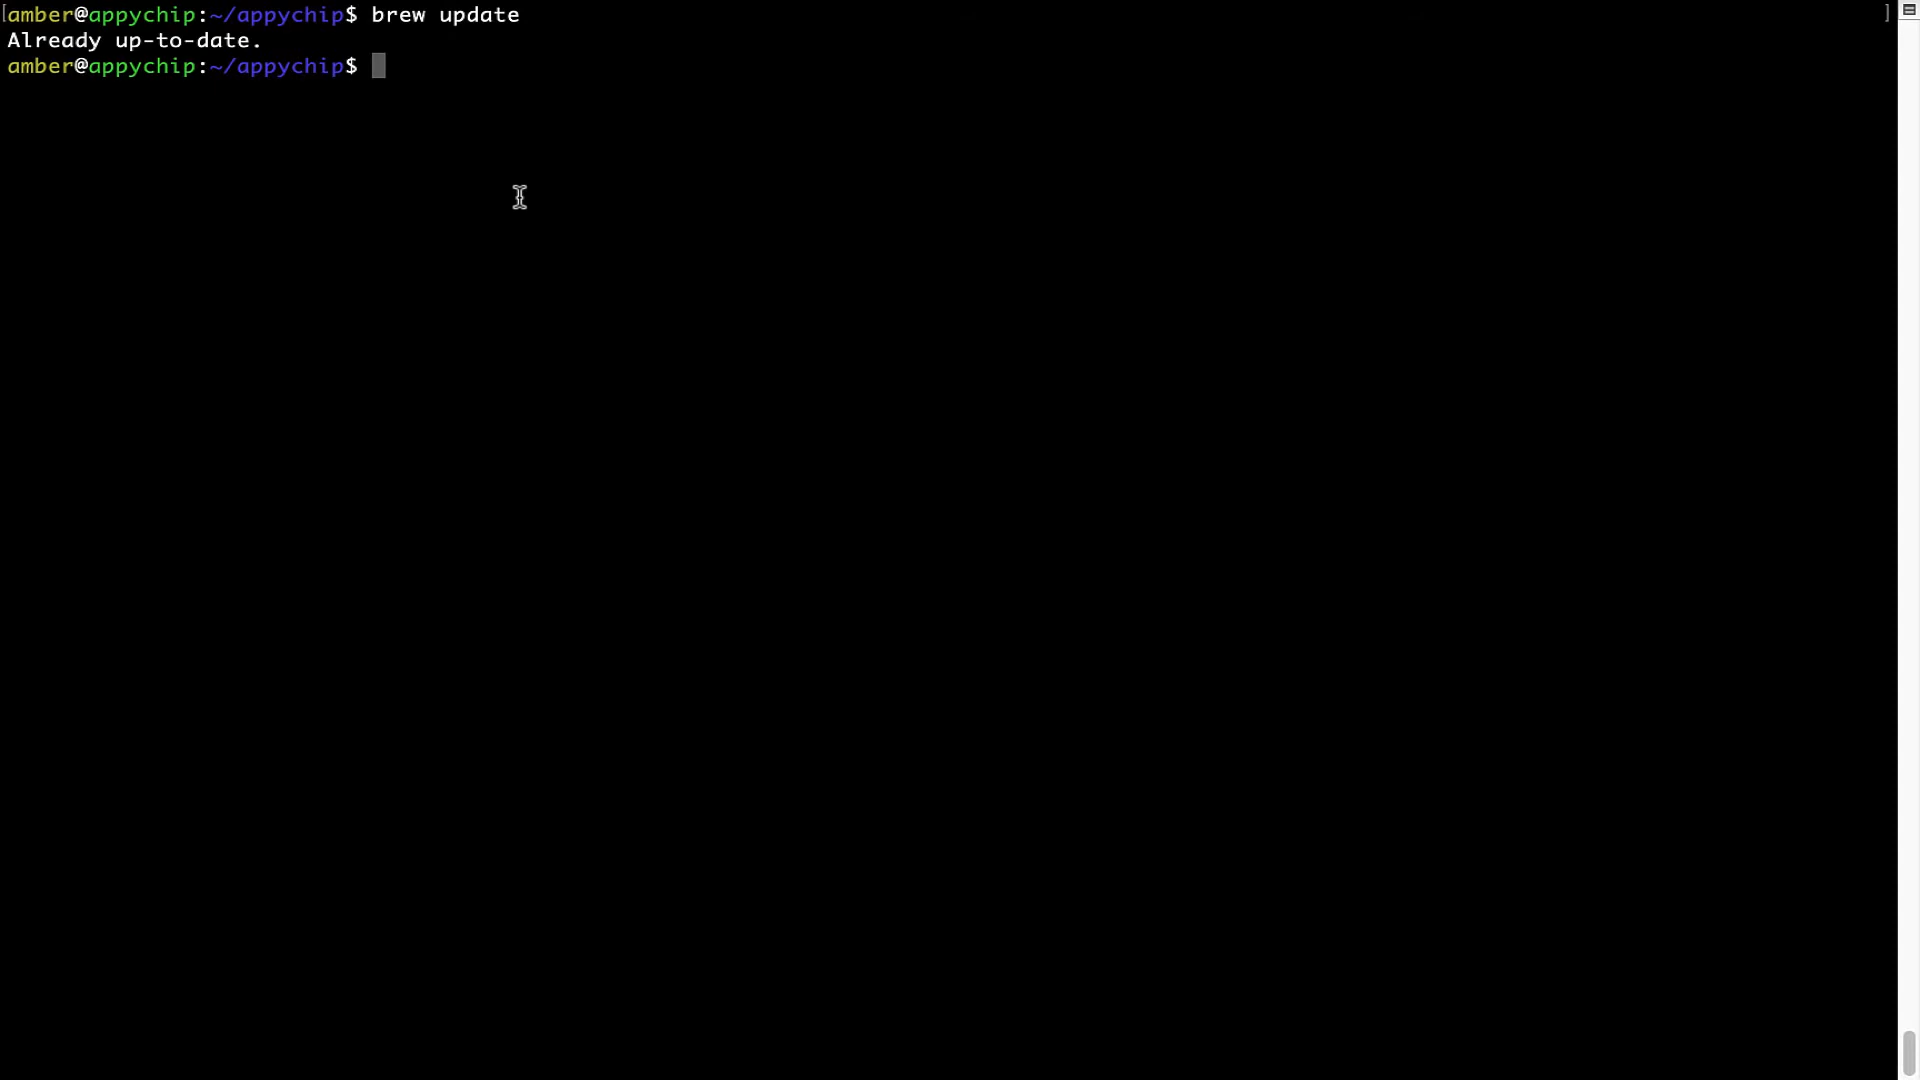 [amber@appychip:~/appychip$ brew update ]
Already up-to-date.
amber@appychip:~/appychip$